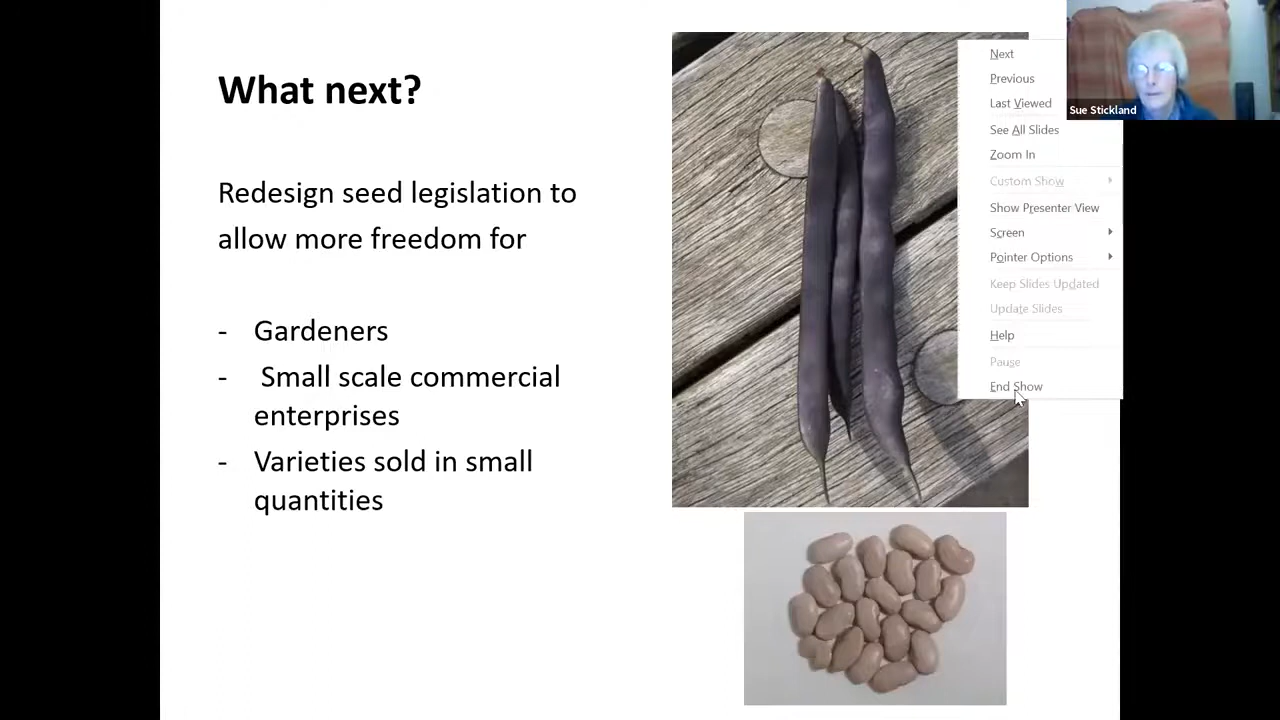 What next?
Redesign seed legislation to
allow more freedom for
- Gardeners
- Small scale commercial
enterprises
- Varieties sold in small
quantities
Next
Previous
Last Viewed
See All Slides
Zoom In
Custom Show
Show Presenter View
Screen
Pointer Options
Keep Slides Updated
Update Slides
Help
Pause
End Show
Sue Stickland